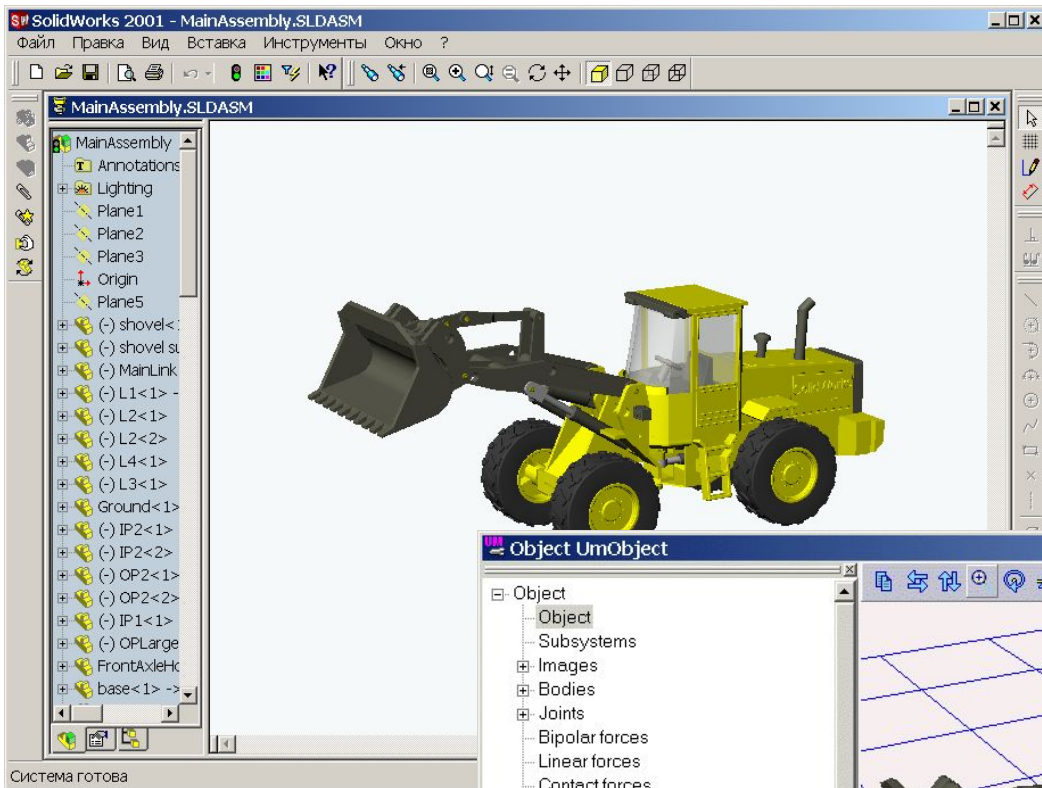 SW SolidWorks 2001 - MainAssembly.SLDASM
Файл Правка Вид Вставка Инструменты Окно ?
MainAssembly.SLDASM
MainAssembly
Annotations
Lighting
Plane1
Plane2
Plane3
Origin
Plane5
(-) shovel<
(-) shovel su
(-) MainLink
(-) L1<1> -
(-) L2<1>
(-) L2<2>
(-) L4<1>
(-) L3<1>
Ground<1>
(-) IP2<1>
(-) IP2<2>
(-) OP2<1>
(-) OP2<2>
(-) IP1<1>
(-) OPLarge
FrontAxleHo
base<1> ->
SolidWorks
Система готова
UM Object UmObject
Object
Object
Subsystems
Images
Bodies
Joints
Bipolar forces
Linear forces
Contact forces